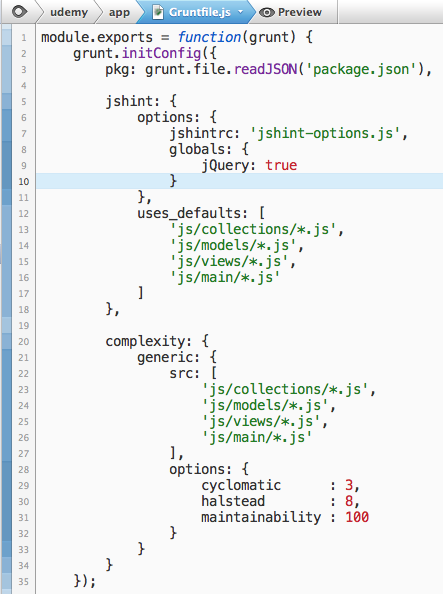 udemy app Gruntfile.js Preview
1 module.exports = function(grunt) {
2     grunt.initConfig({
3         pkg: grunt.file.readJSON('package.json'),
4
5         jshint: {
6             options: {
7                 jshintrc: 'jshint-options.js',
8                 globals: {
9                     jQuery: true
10                 }
11             },
12             uses_defaults: [
13                 'js/collections/*.js',
14                 'js/models/*.js',
15                 'js/views/*.js',
16                 'js/main/*.js'
17             ]
18         },
19
20         complexity: {
21             generic: {
22                 src: [
23                     'js/collections/*.js',
24                     'js/models/*.js',
25                     'js/views/*.js',
26                     'js/main/*.js'
27                 ],
28                 options: {
29                     cyclomatic      : 3,
30                     halstead        : 8,
31                     maintainability : 100
32                 }
33             }
34         }
35     });